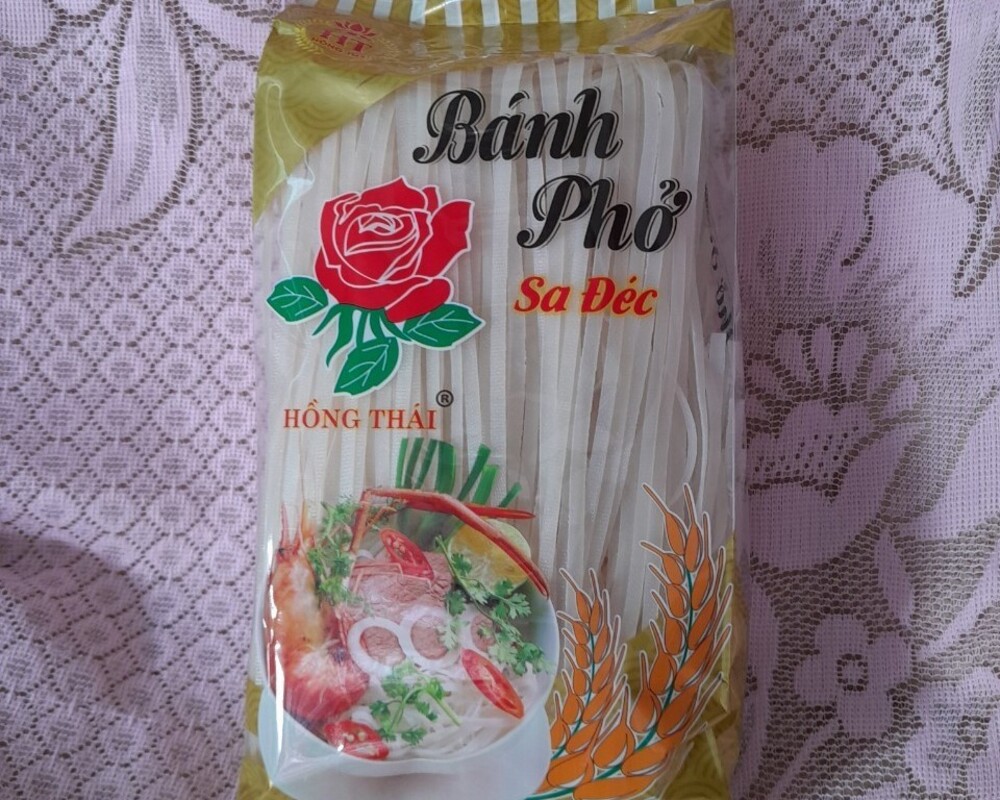 Bánh
Phở
Sa Đéc
HỒNG THÁI®